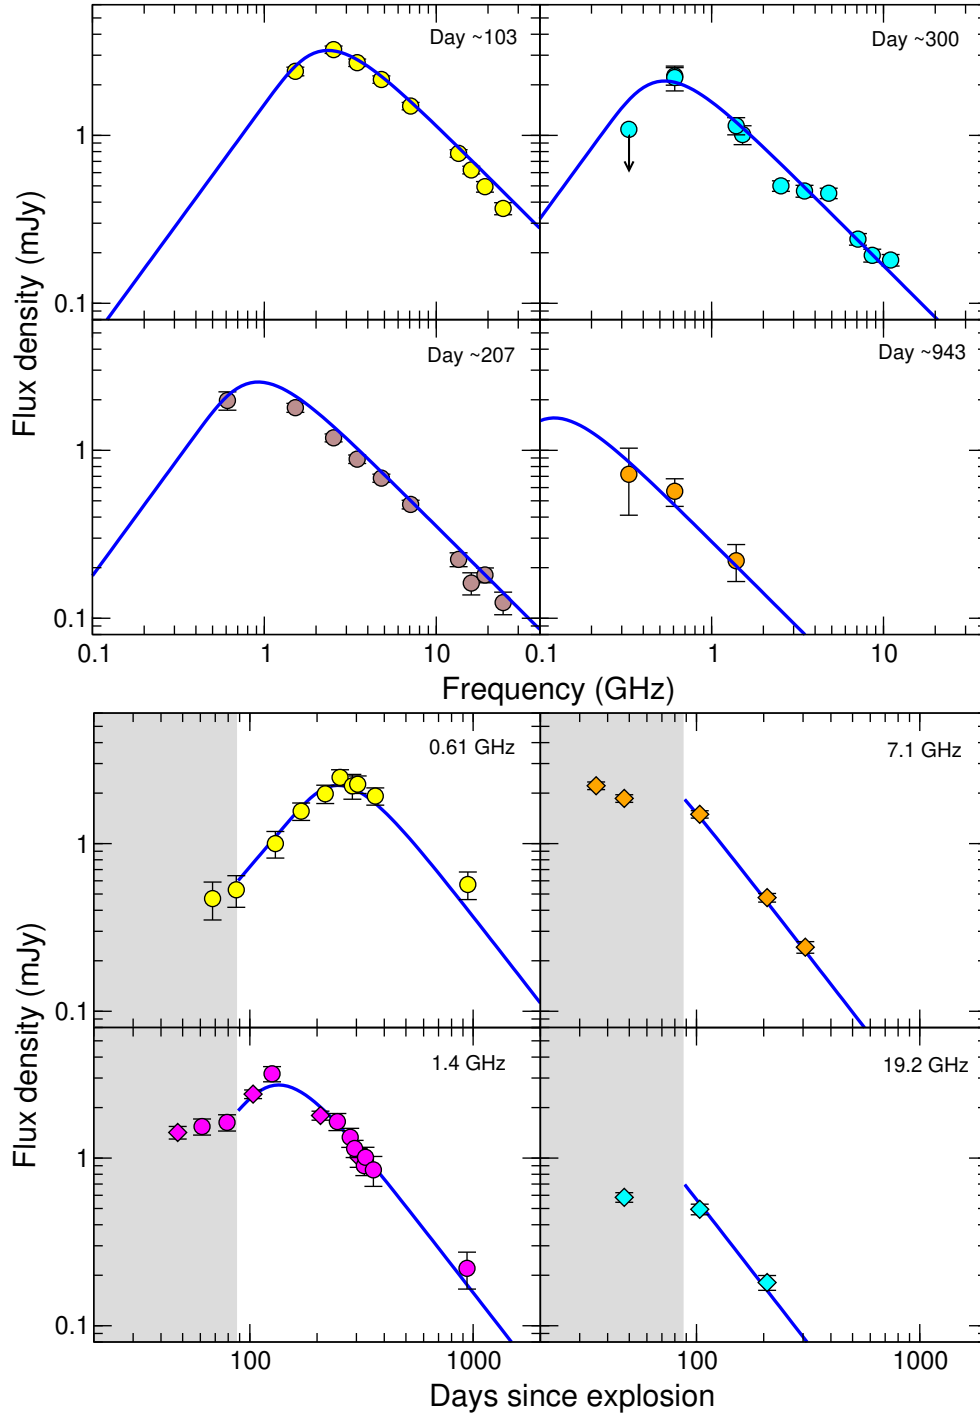 Day ~103
Day ~300
1
0.1
Flux density (mJy)
Day ~207
Day ~943
1
0.1
0.1
1
10
0.1
1
10
Frequency (GHz)
0.61 GHz
7.1 GHz
1
0.1
Flux density (mJy)
1.4 GHz
19.2 GHz
1
0.1
100
1000
100
1000
Days since explosion